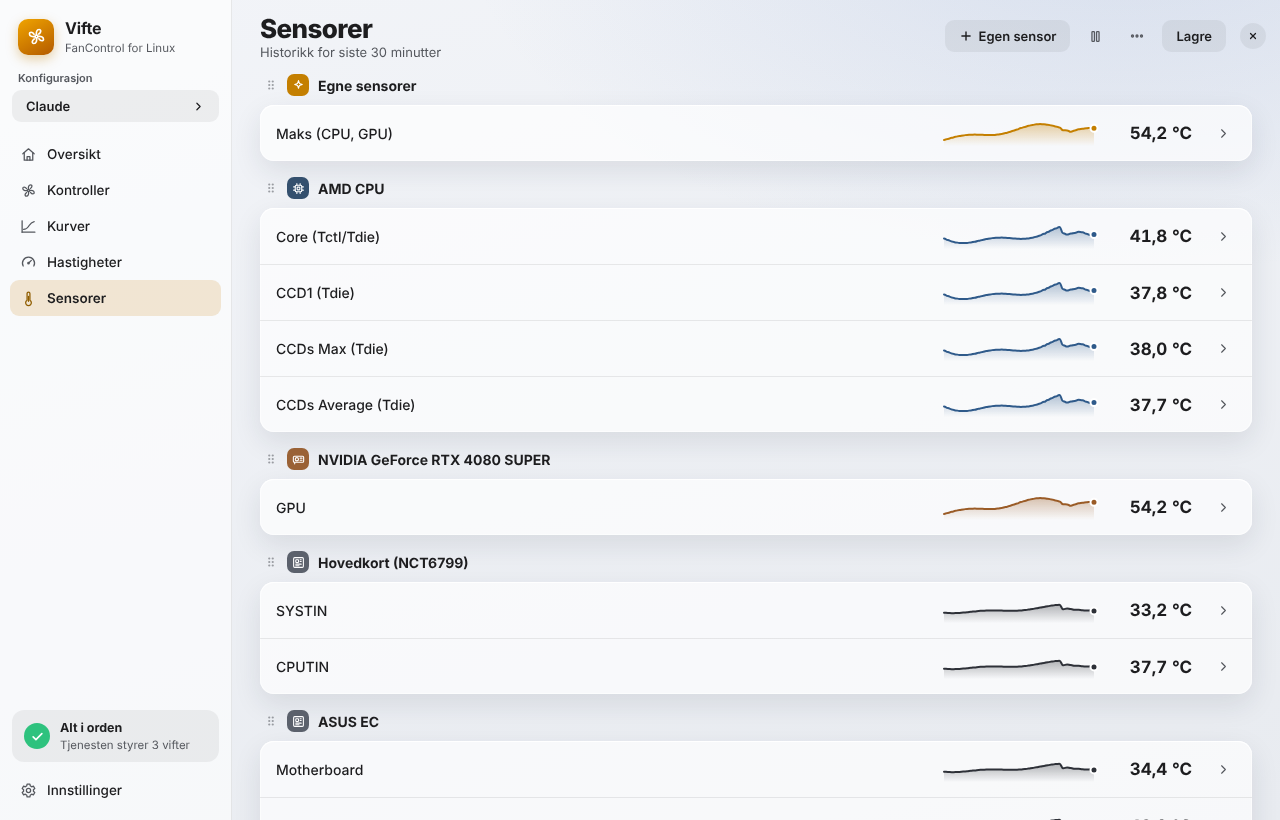 Vifte
FanControl for Linux
Konfigurasjon
Claude
Oversikt
Kontroller
Kurver
Hastigheter
Sensorer
Alt i orden
Tjenesten styrer 3 vifter
Innstillinger
Sensorer
Historikk for siste 30 minutter
Egen sensor
Lagre
Egne sensorer
Maks (CPU, GPU) 54,2 °C
AMD CPU
Core (Tctl/Tdie) 41,8 °C
CCD1 (Tdie) 37,8 °C
CCDs Max (Tdie) 38,0 °C
CCDs Average (Tdie) 37,7 °C
NVIDIA GeForce RTX 4080 SUPER
GPU 54,2 °C
Hovedkort (NCT6799)
SYSTIN 33,2 °C
CPUTIN 37,7 °C
ASUS EC
Motherboard 34,4 °C